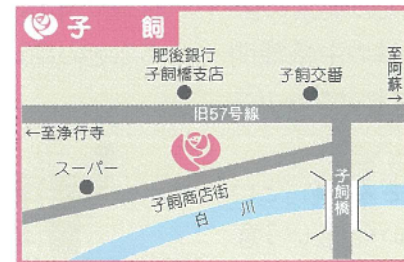 子 飼
肥後銀行
子飼橋支店
子飼交番
至阿蘇→
旧57号線
←至浄行寺
スーパー
子飼商店街
白 川
子飼橋